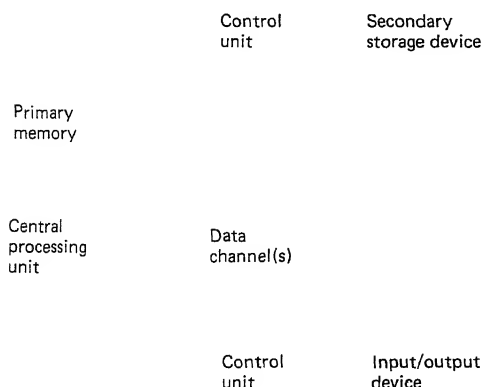 Control
unit
Secondary
storage device
Primary
memory
Central
processing
unit
Data
channel(s)
Control
unit
Input/output
device